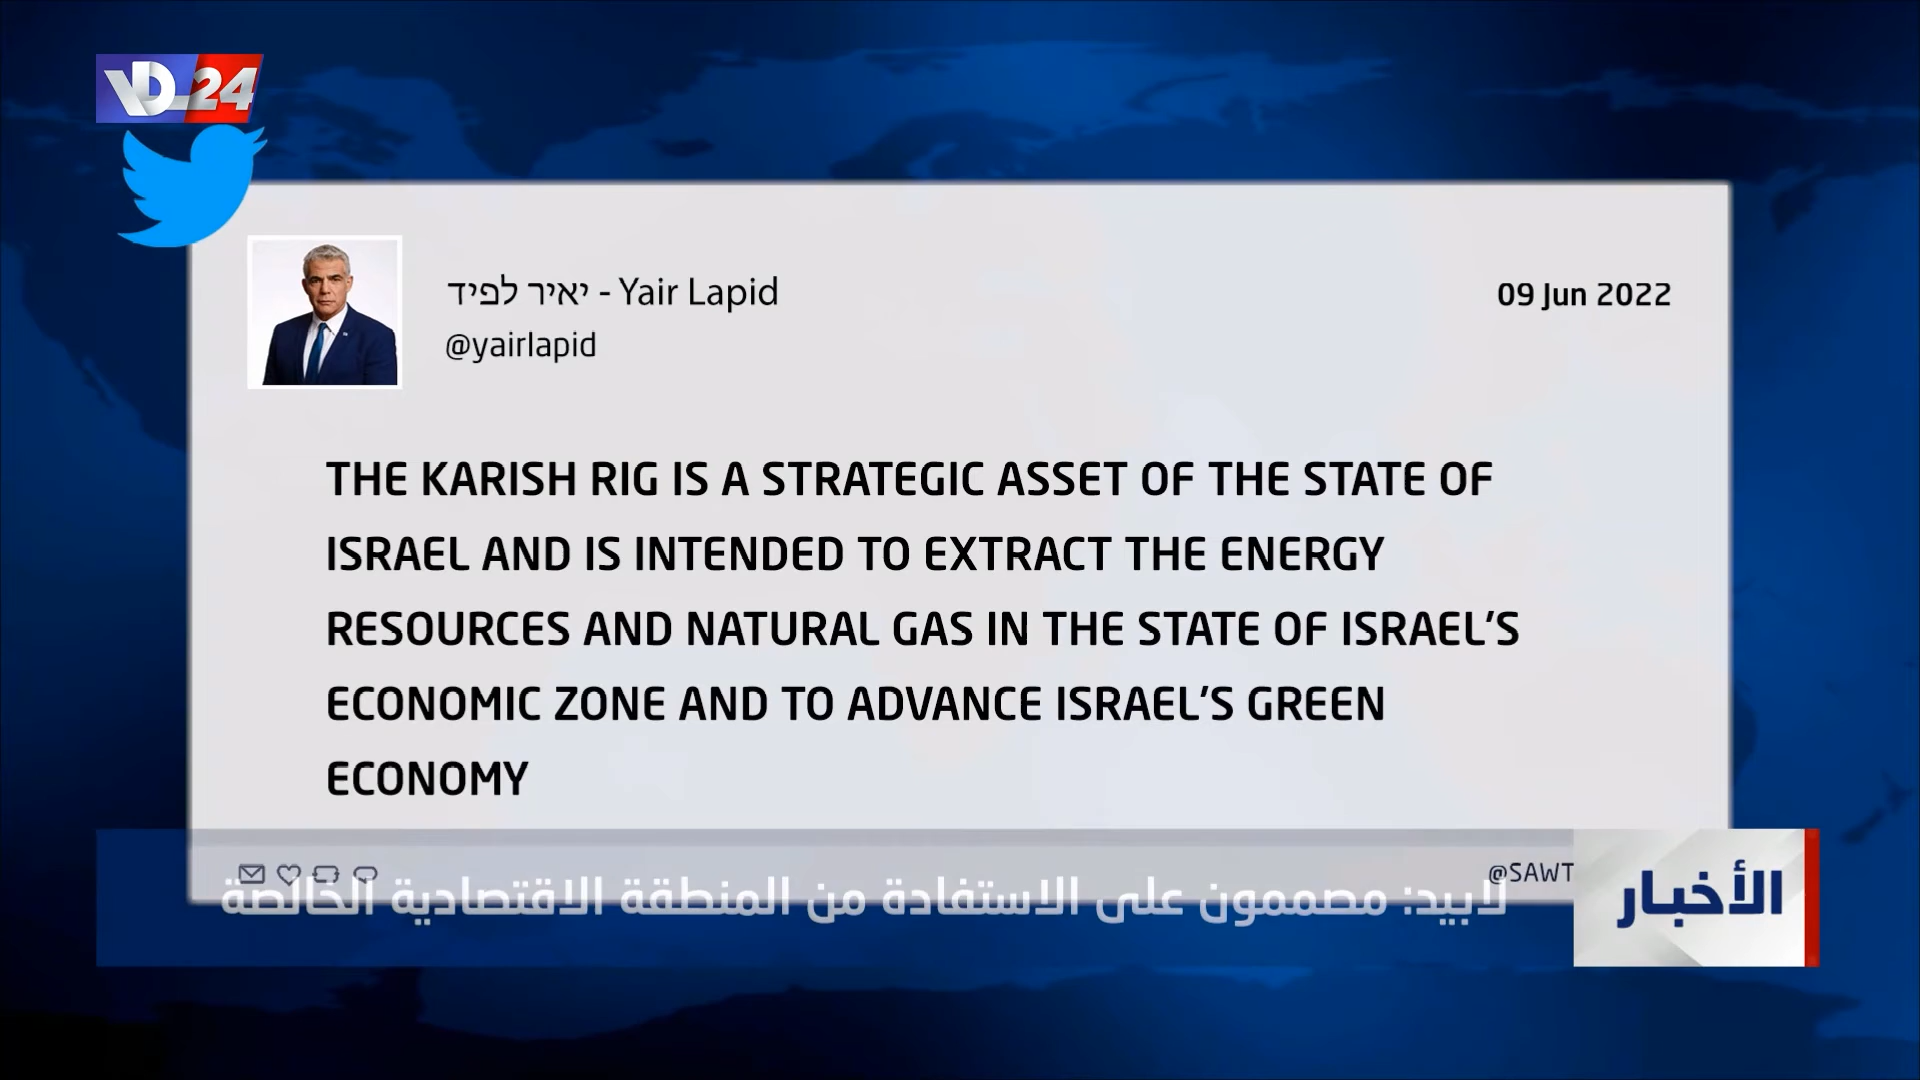 VDL24
יאיר לפיד - Yair Lapid
@yairlapid
09 Jun 2022
THE KARISH RIG IS A STRATEGIC ASSET OF THE STATE OF
ISRAEL AND IS INTENDED TO EXTRACT THE ENERGY
RESOURCES AND NATURAL GAS IN THE STATE OF ISRAEL’S
ECONOMIC ZONE AND TO ADVANCE ISRAEL’S GREEN
ECONOMY
@SAWT
الأخبار
لابيد: مصممون على الاستفادة من المنطقة الاقتصادية الخالصة